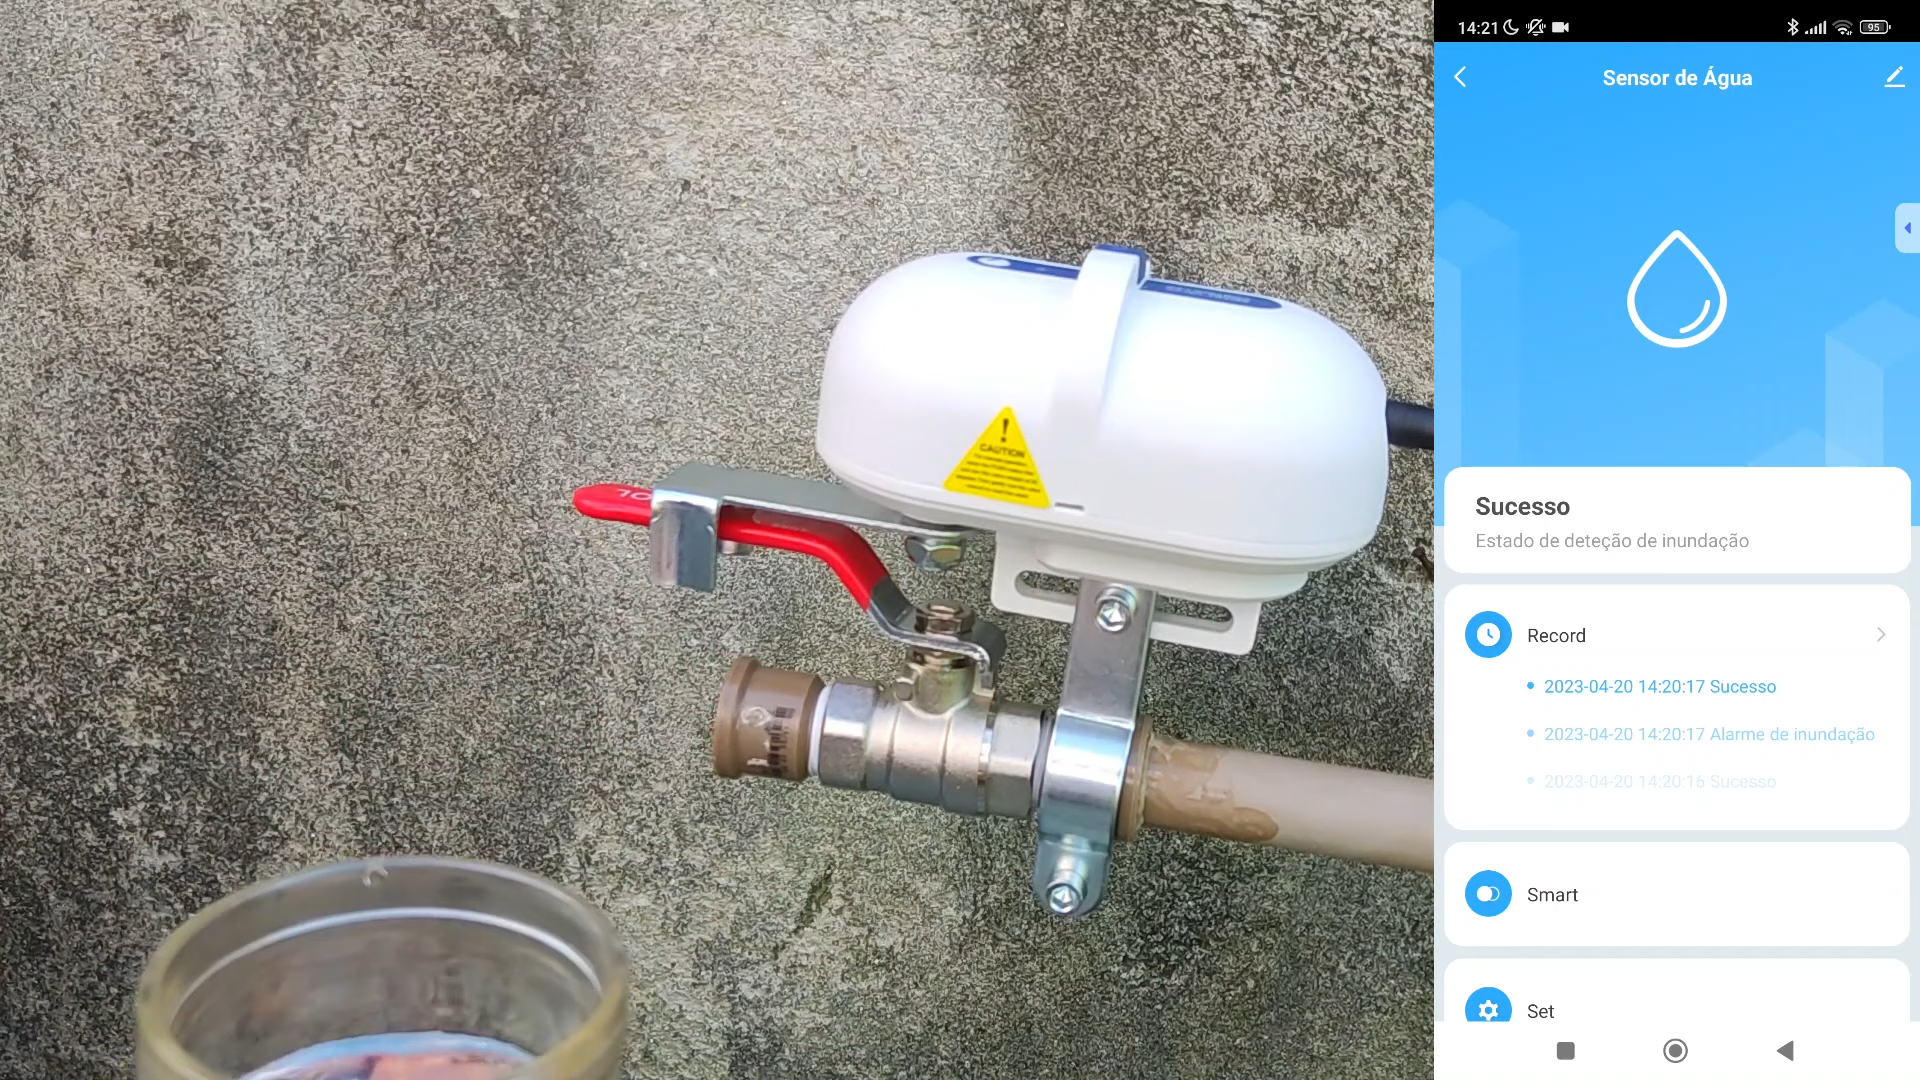 CAUTION
14:21
95
Sensor de Água
Sucesso
Estado de deteção de inundação
Record
2023-04-20 14:20:17 Sucesso
2023-04-20 14:20:17 Alarme de inundação
2023-04-20 14:20:16 Sucesso
Smart
Set